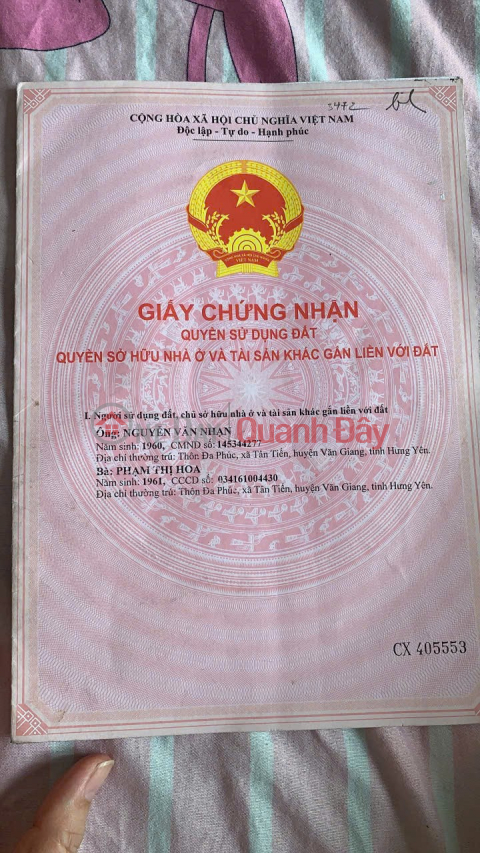 3472
CỘNG HÒA XÃ HỘI CHỦ NGHĨA VIỆT NAM
Độc lập - Tự do - Hạnh phúc
VIỆT NAM
GIẤY CHỨNG NHẬN
QUYỀN SỬ DỤNG ĐẤT
QUYỀN SỞ HỮU NHÀ Ở VÀ TÀI SẢN KHÁC GẮN LIỀN VỚI ĐẤT
I. Người sử dụng đất, chủ sở hữu nhà ở và tài sản khác gắn liền với đất
Ông: NGUYỄN VĂN NHẠN
Quanh Đây
Năm sinh: 1960, CMND số: 145344277
Địa chỉ thường trú: Thôn Đa Phúc, xã Tân Tiến, huyện Văn Giang, tỉnh Hưng Yên.
Bà: PHẠM THỊ HOA
Năm sinh: 1961, CCCD số: 034161004430
Địa chỉ thường trú: Thôn Đa Phúc, xã Tân Tiến, huyện Văn Giang, tỉnh Hưng Yên.
CX 405553